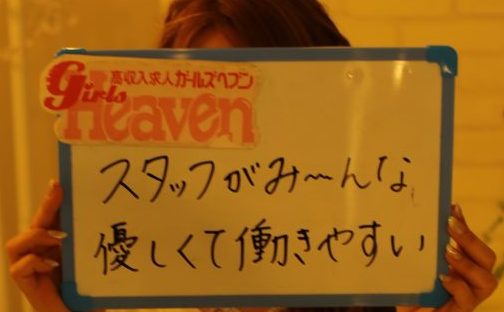 高収入求人ガールズヘブン
Girls
Heaven
スタッフがみ〜んな
優しくて働きやすい